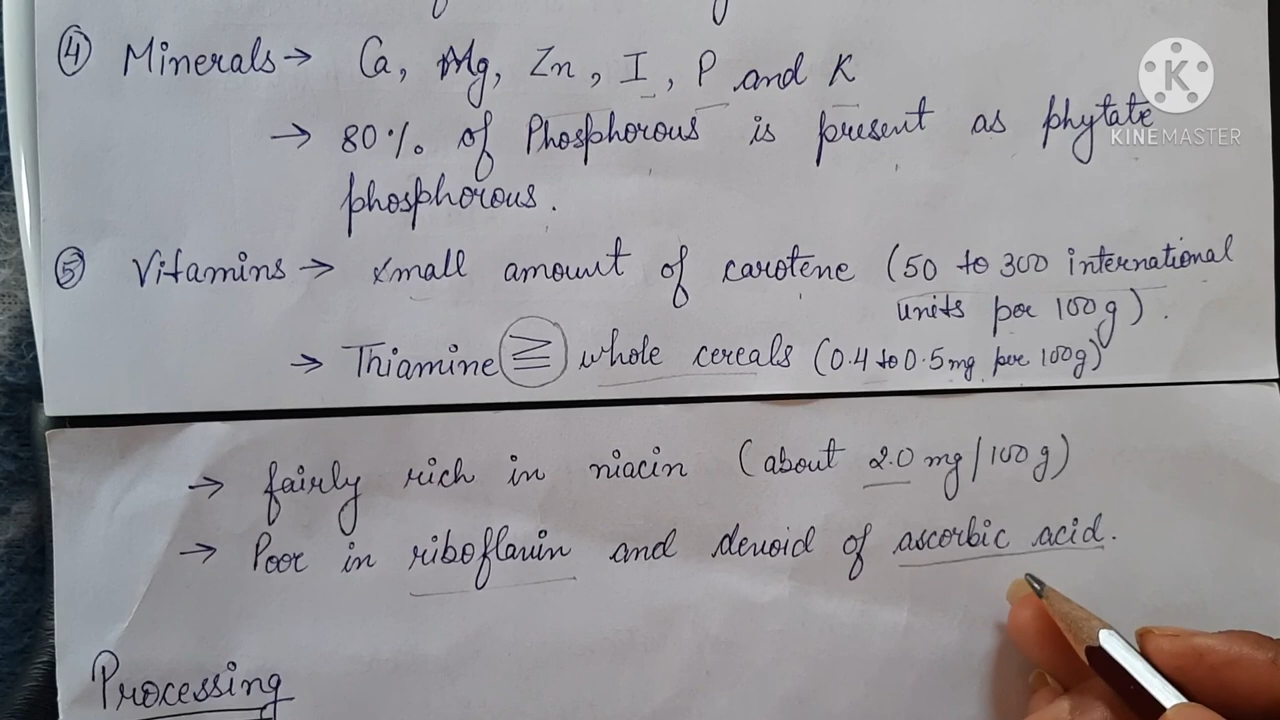 ④ Minerals → Ca, Mg, Zn, I, P and K
→ 80% of Phosphorous is present as phytate
phosphorous.
⑤ Vitamins → small amount of carotene (50 to 300 international
units per 100g).
→ Thiamine ≧ whole cereals (0.4 to 0.5mg per 100g)
→ fairly rich in niacin (about 2.0 mg/100g)
→ Poor in riboflavin and devoid of ascorbic acid.
Processing
K
KINEMASTER